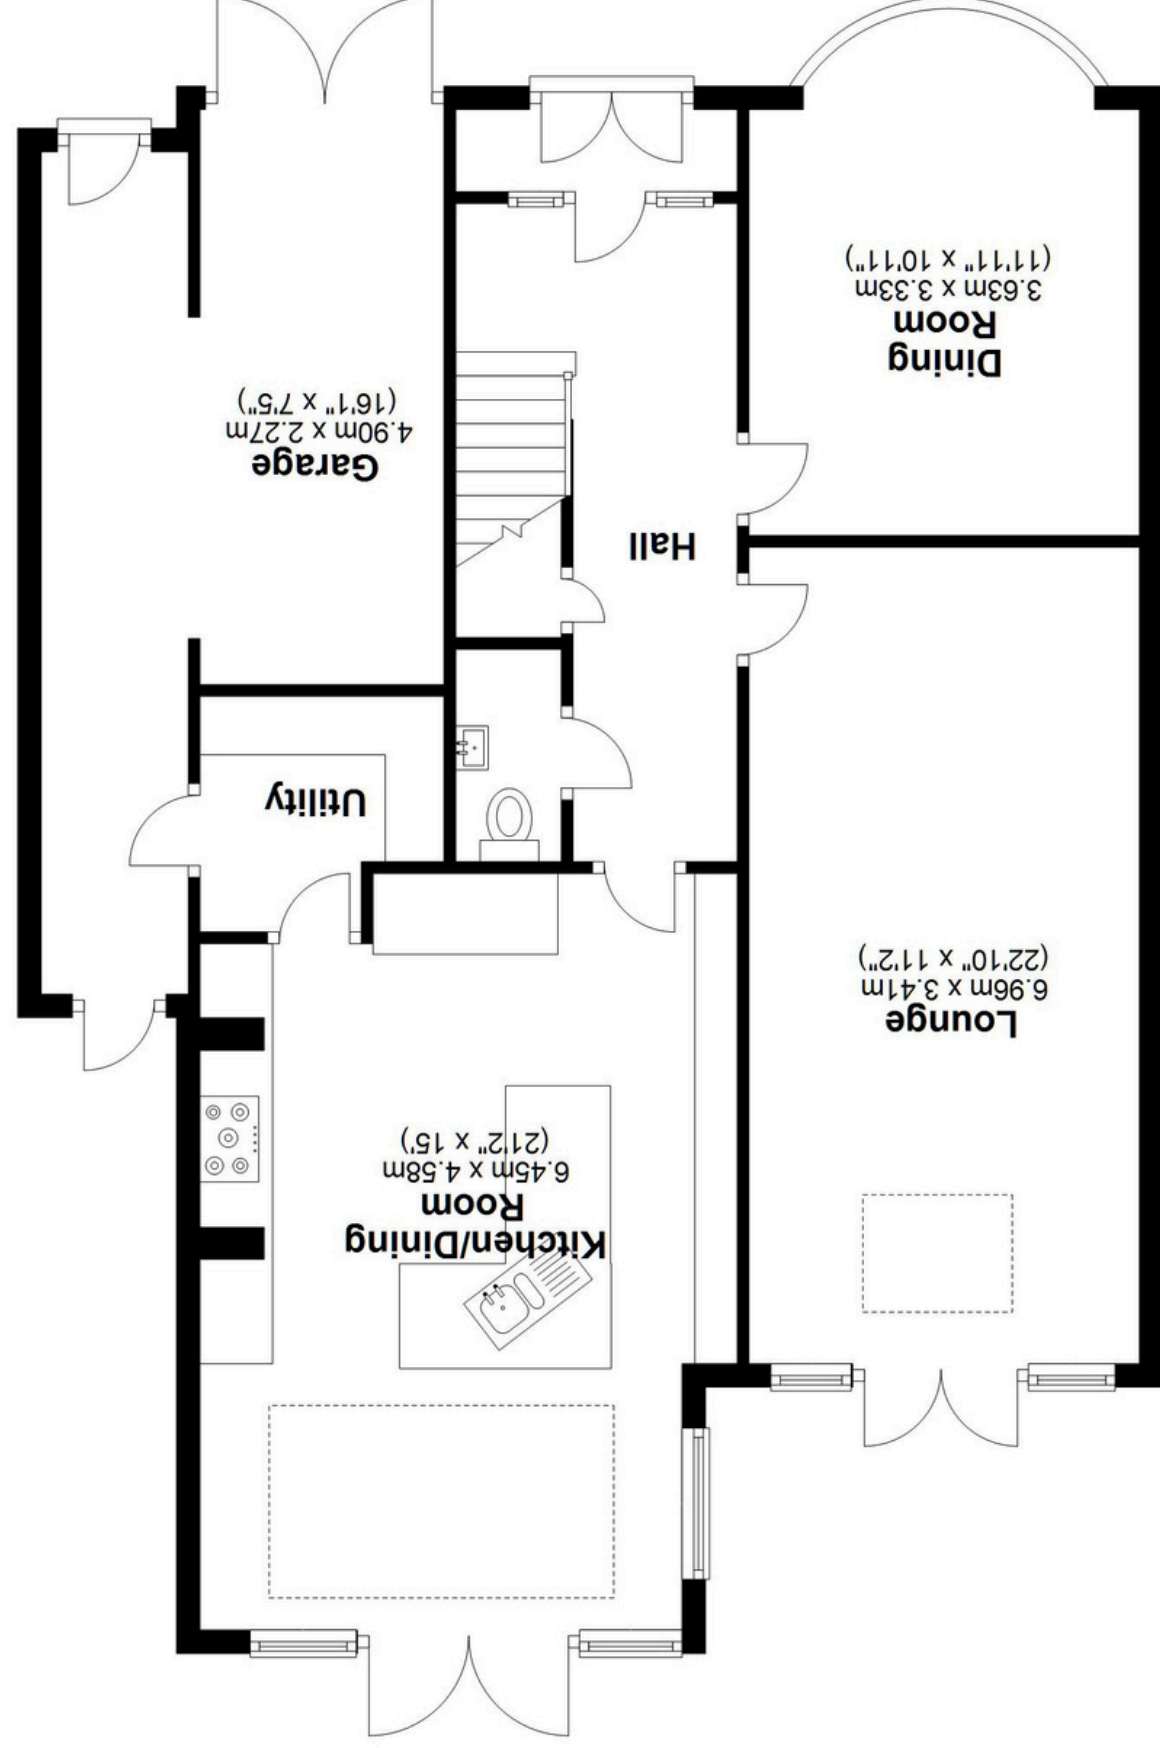 Kitchen/Dining
Room
6.45m x 4.58m
(21'2" x 15')
Lounge
6.96m x 3.41m
(22'10" x 11'2")
Utility
Hall
Garage
4.90m x 2.27m
(16'1" x 7'5")
Dining
Room
3.63m x 3.33m
(11'11" x 10'11")